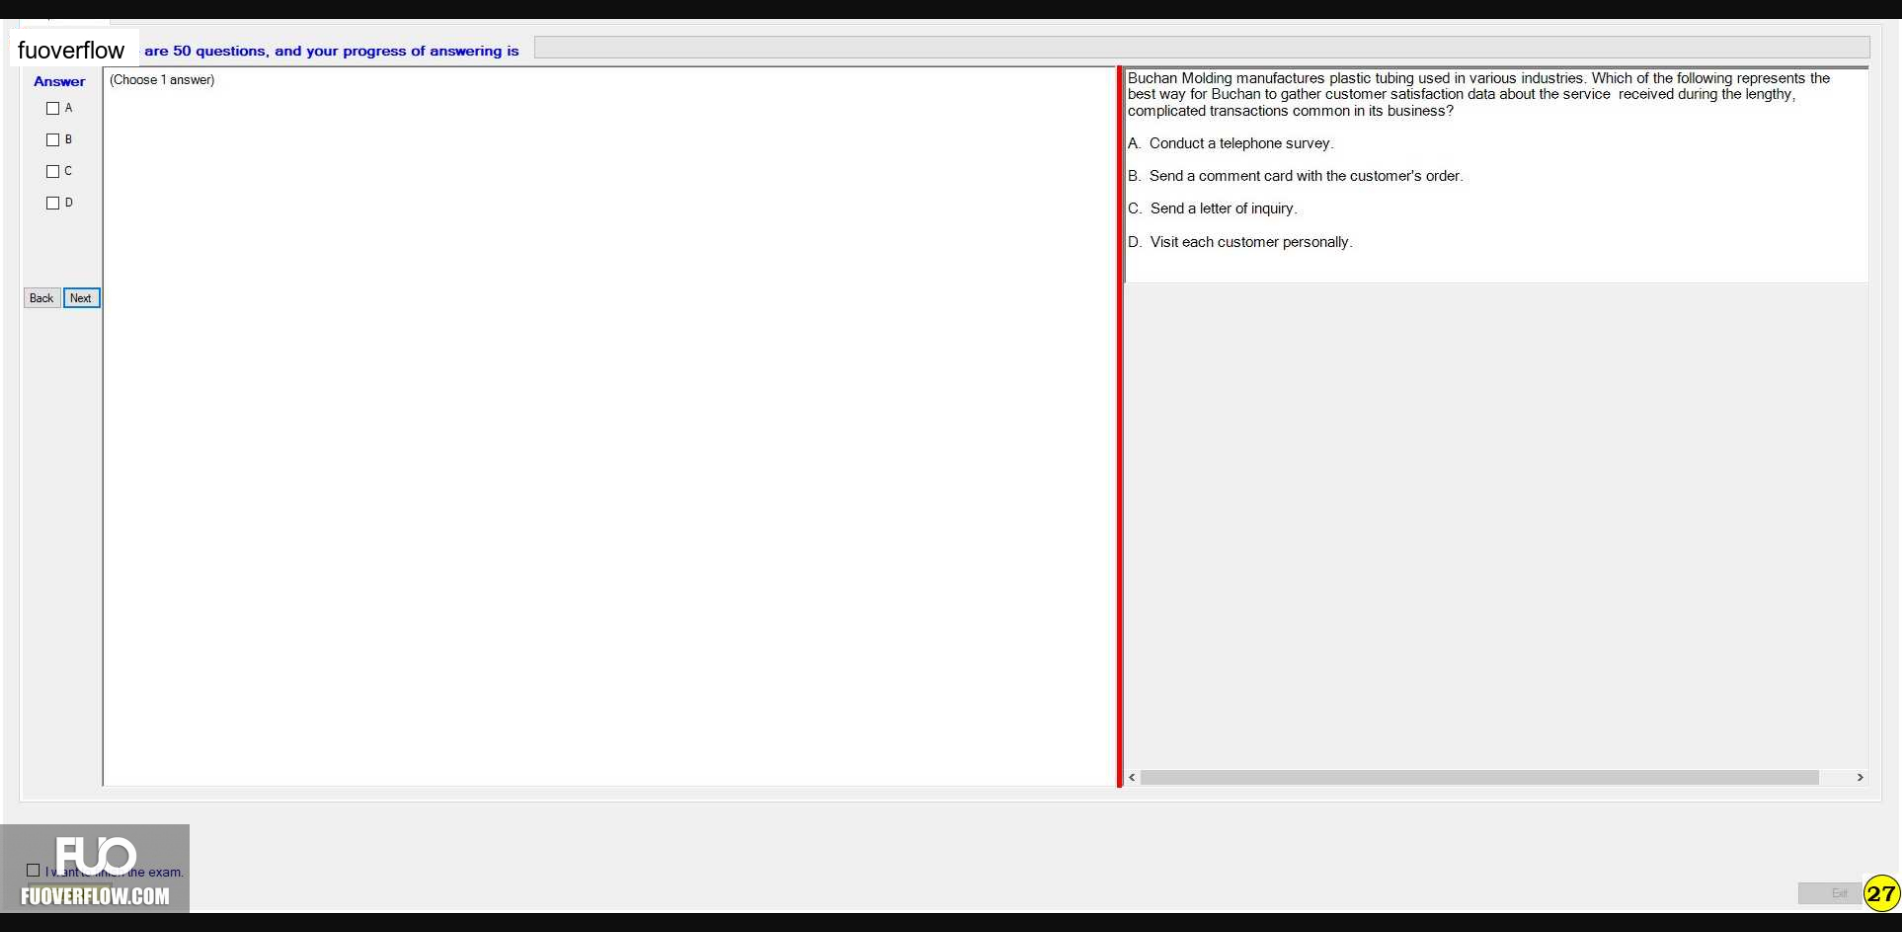 fuoverflow are 50 questions, and your progress of answering is
Answer
A
B
C
D
Back Next
(Choose 1 answer)
Buchan Molding manufactures plastic tubing used in various industries. Which of the following represents the
best way for Buchan to gather customer satisfaction data about the service received during the lengthy,
complicated transactions common in its business?
A. Conduct a telephone survey.
B. Send a comment card with the customer's order.
C. Send a letter of inquiry.
D. Visit each customer personally.
FUO
I want to finish the exam.
FUOVERFLOW.COM
Exit
27